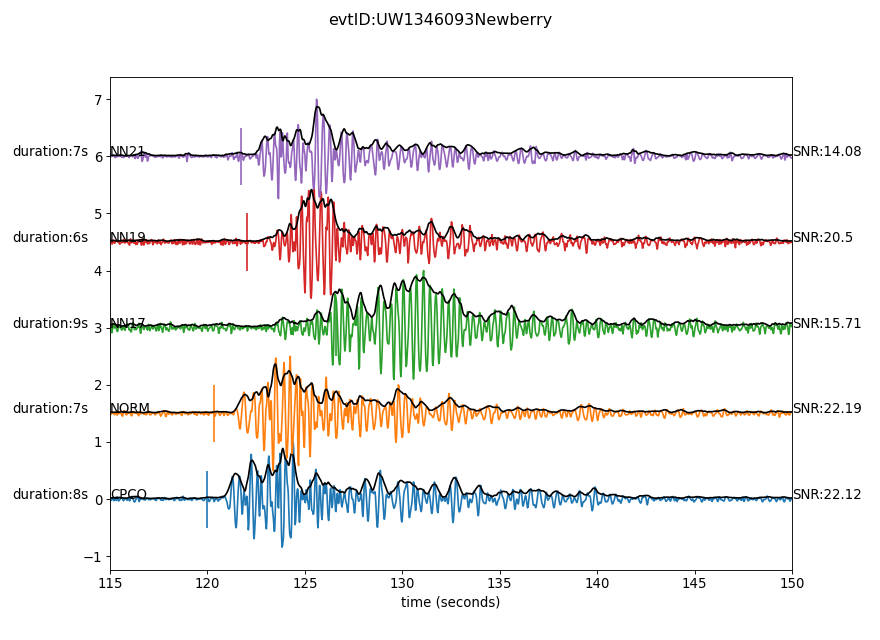 evtID:UW1346093Newberry
7
duration:7s NN21 SNR:14.08
6
5
duration:6s NN19 SNR:20.5
4
duration:9s NN17 SNR:15.71
3
2
duration:7s NORM SNR:22.19
1
duration:8s CPCO SNR:22.12
0
−1
115 120 125 130 135 140 145 150
time (seconds)